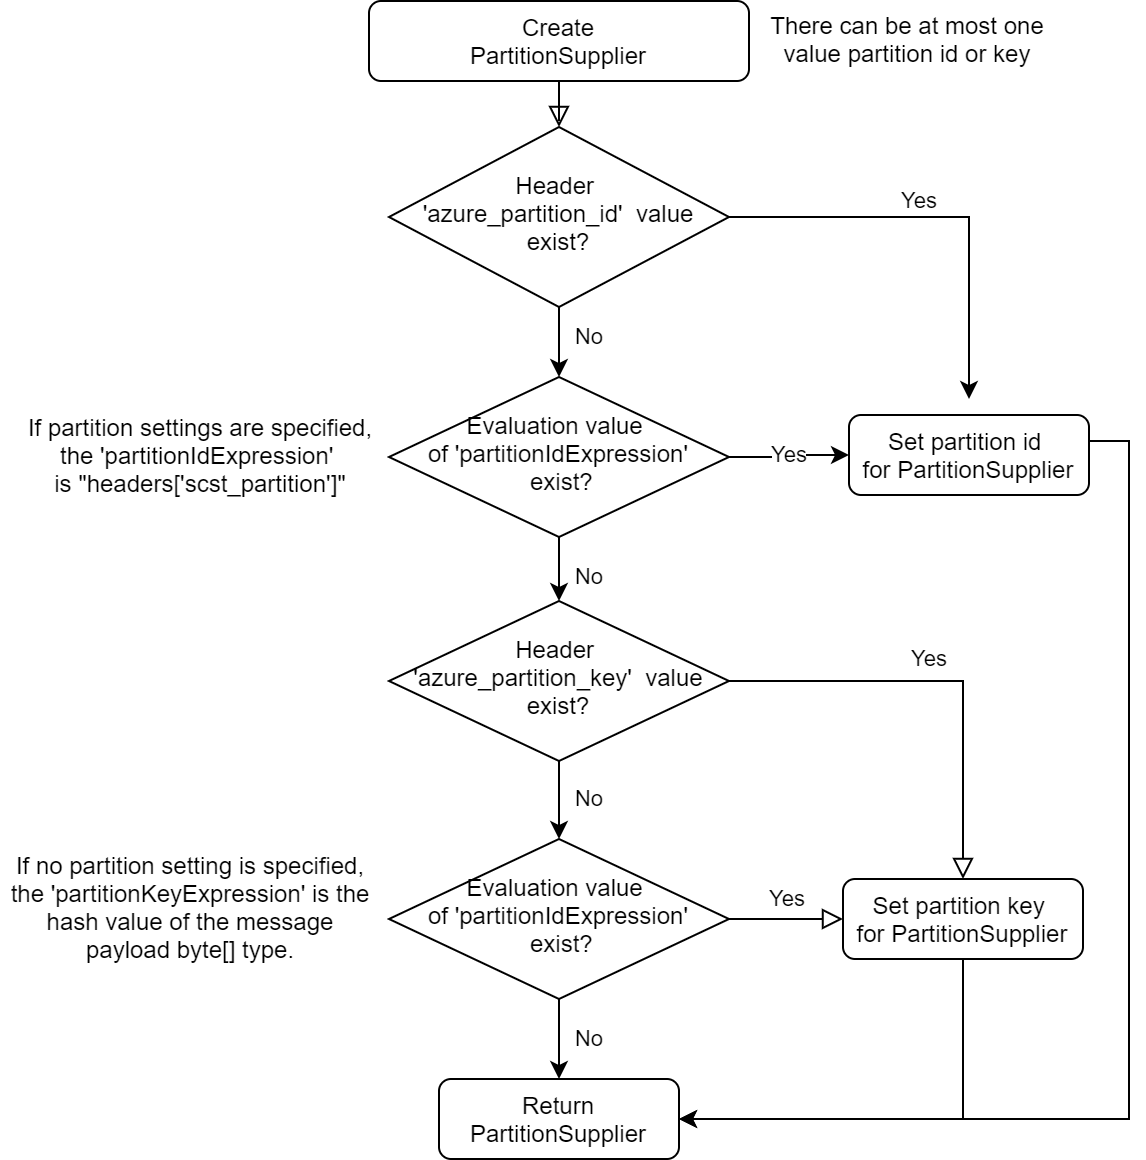 Create
PartitionSupplier
There can be at most one
value partition id or key
Header
'azure_partition_id'  value
exist?
Yes
No
If partition settings are specified,
the 'partitionIdExpression'
is "headers['scst_partition']"
Evaluation value
of 'partitionIdExpression'
exist?
Yes
Set partition id
for PartitionSupplier
No
Header
'azure_partition_key'  value
exist?
Yes
No
If no partition setting is specified,
the 'partitionKeyExpression' is the
hash value of the message
payload byte[] type.
Evaluation value
of 'partitionIdExpression'
exist?
Yes
Set partition key
for PartitionSupplier
No
Return
PartitionSupplier